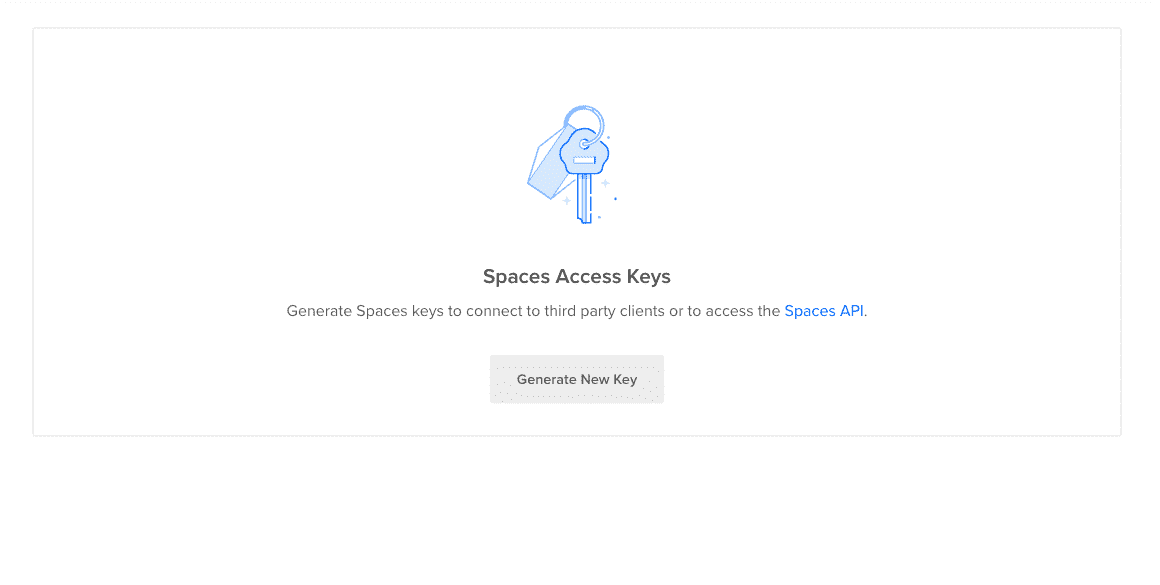 Spaces Access Keys
Generate Spaces keys to connect to third party clients or to access the Spaces API.
Generate New Key